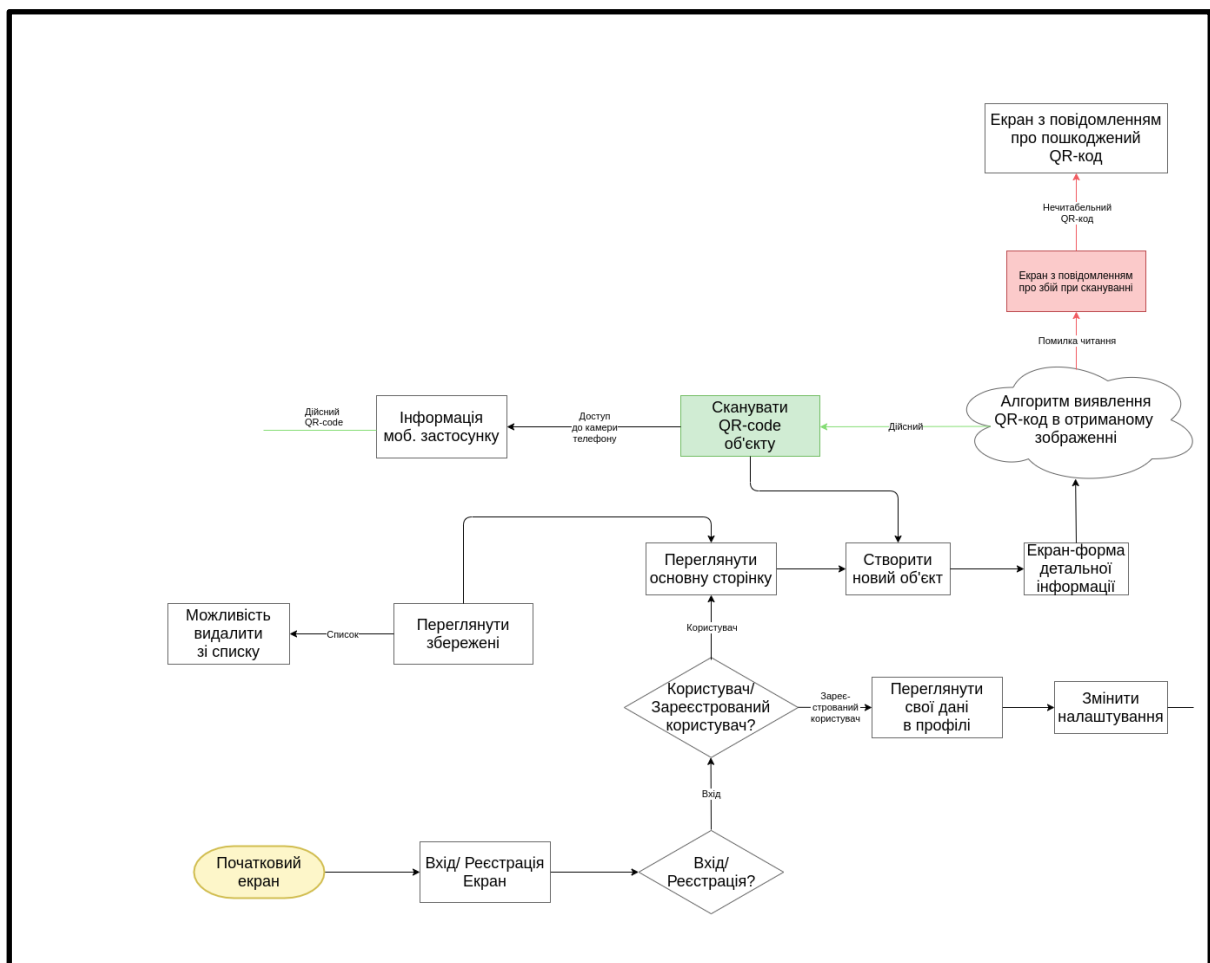 Екран з повідомленням
про пошкоджений
QR-код
Нечитабельний
QR-код
Екран з повідомленням
про збій при скануванні
Помилка читання
Дійсний
QR-code
Інформація
моб. застосунку
Доступ
до камери
телефону
Сканувати
QR-code
об'єкту
Дійсний
Алгоритм виявлення
QR-код в отриманому
зображенні
Переглянути
основну сторінку
Створити
новий об'єкт
Екран-форма
детальної
інформації
Можливість
видалити
зі списку
Список
Переглянути
збережені
Користувач
Користувач/
Зареєстрований
користувач?
Зареє-
стрований
користувач
Переглянути
свої дані
в профілі
Змінити
налаштування
Вхід
Початковий
екран
Вхід/ Реєстрація
Екран
Вхід/
Реєстрація?